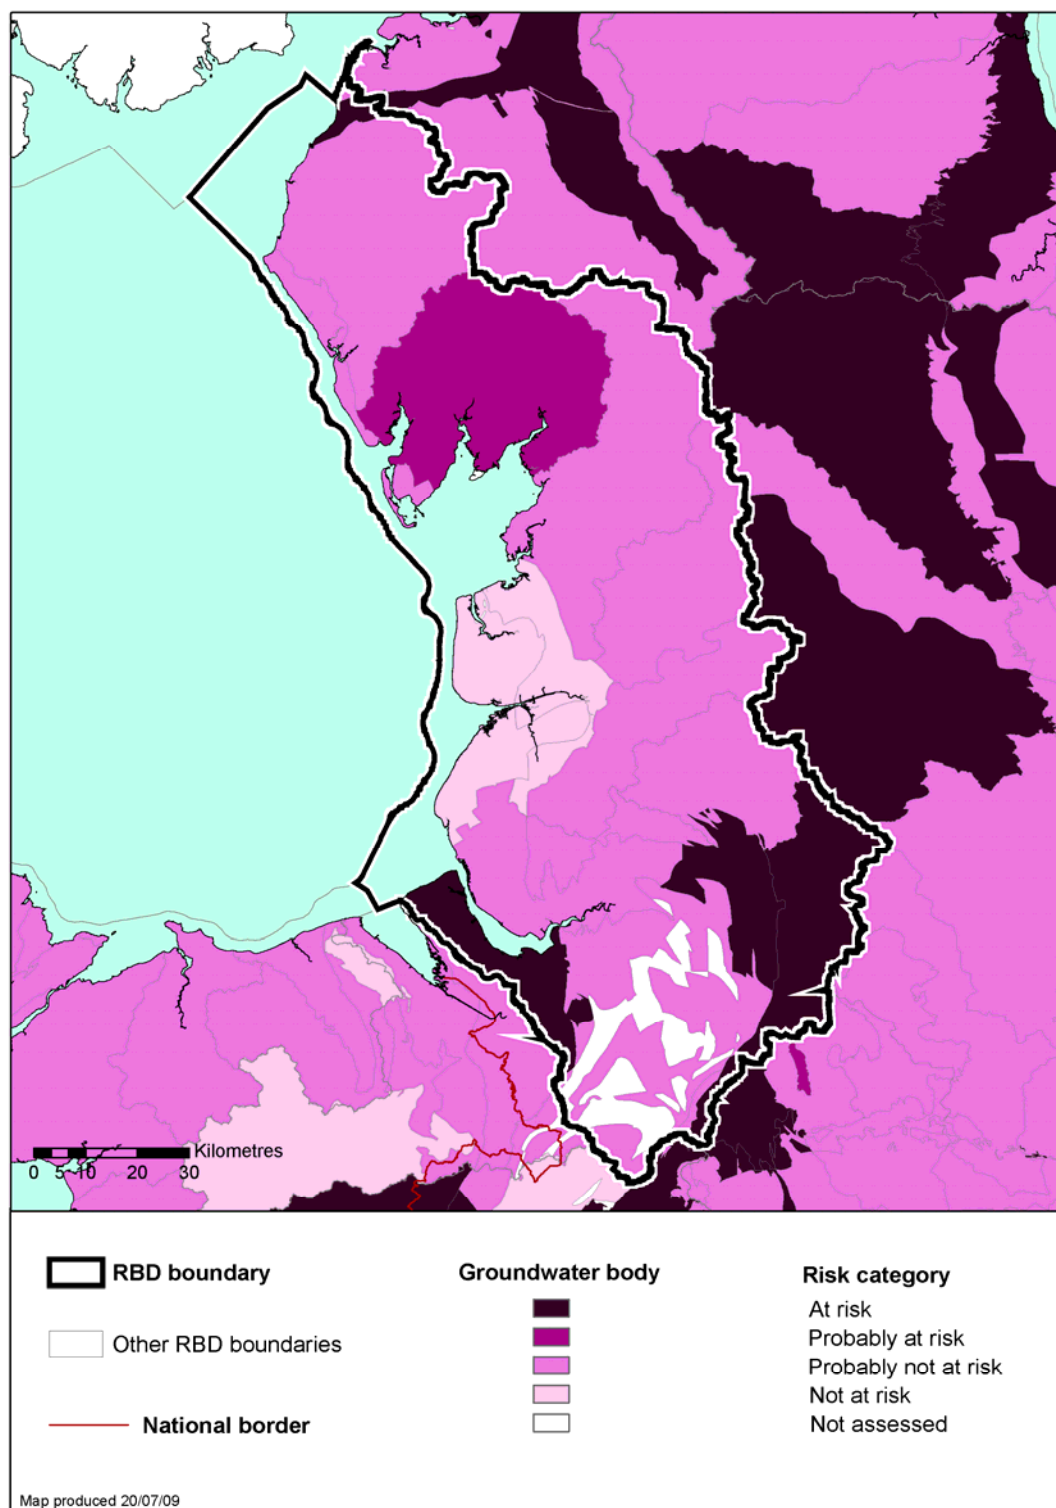 Kilometres
0 5 10 20 30
RBD boundary
Groundwater body
Risk category
At risk
Probably at risk
Other RBD boundaries
Probably not at risk
Not at risk
National border
Not assessed
Map produced 20/07/09